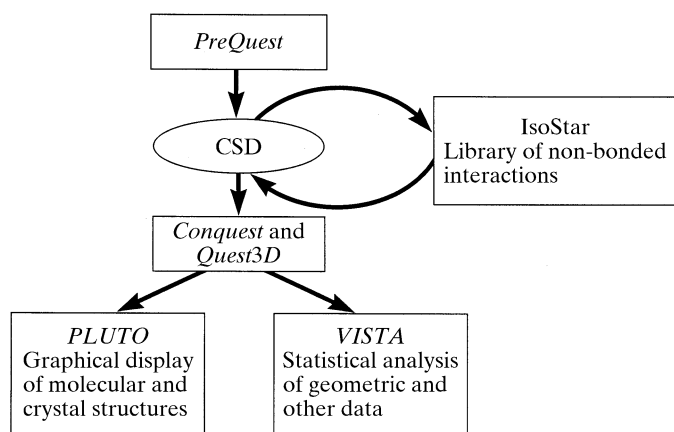 PreQuest
CSD
IsoStar
Library of non-bonded
interactions
Conquest and
Quest3D
PLUTO
Graphical display
of molecular and
crystal structures
VISTA
Statistical analysis
of geometric and
other data